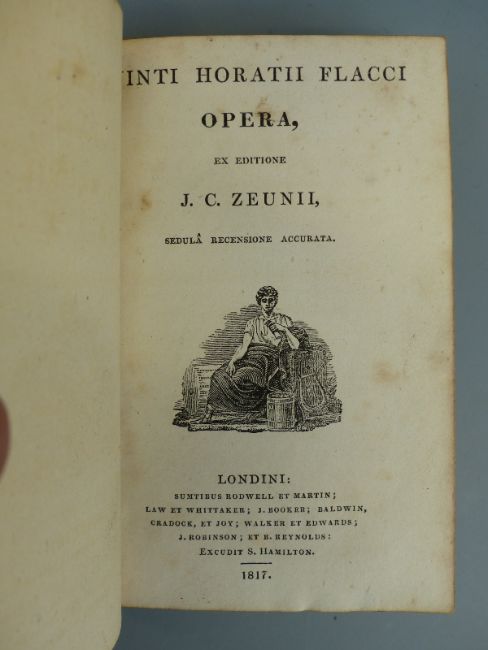 INTI HORATII FLACCI
OPERA,
EX EDITIONE
J. C. ZEUNII,
SEDULÂ RECENSIONE ACCURATA.
LONDINI:
SUMTIBUS RODWELL ET MARTIN;
LAW ET WHITTAKER; J. BOOKER; BALDWIN,
CRADOCK, ET JOY; WALKER ET EDWARDS;
J. ROBINSON; ET B. REYNOLDS:
EXCUDIT S. HAMILTON.
1817.